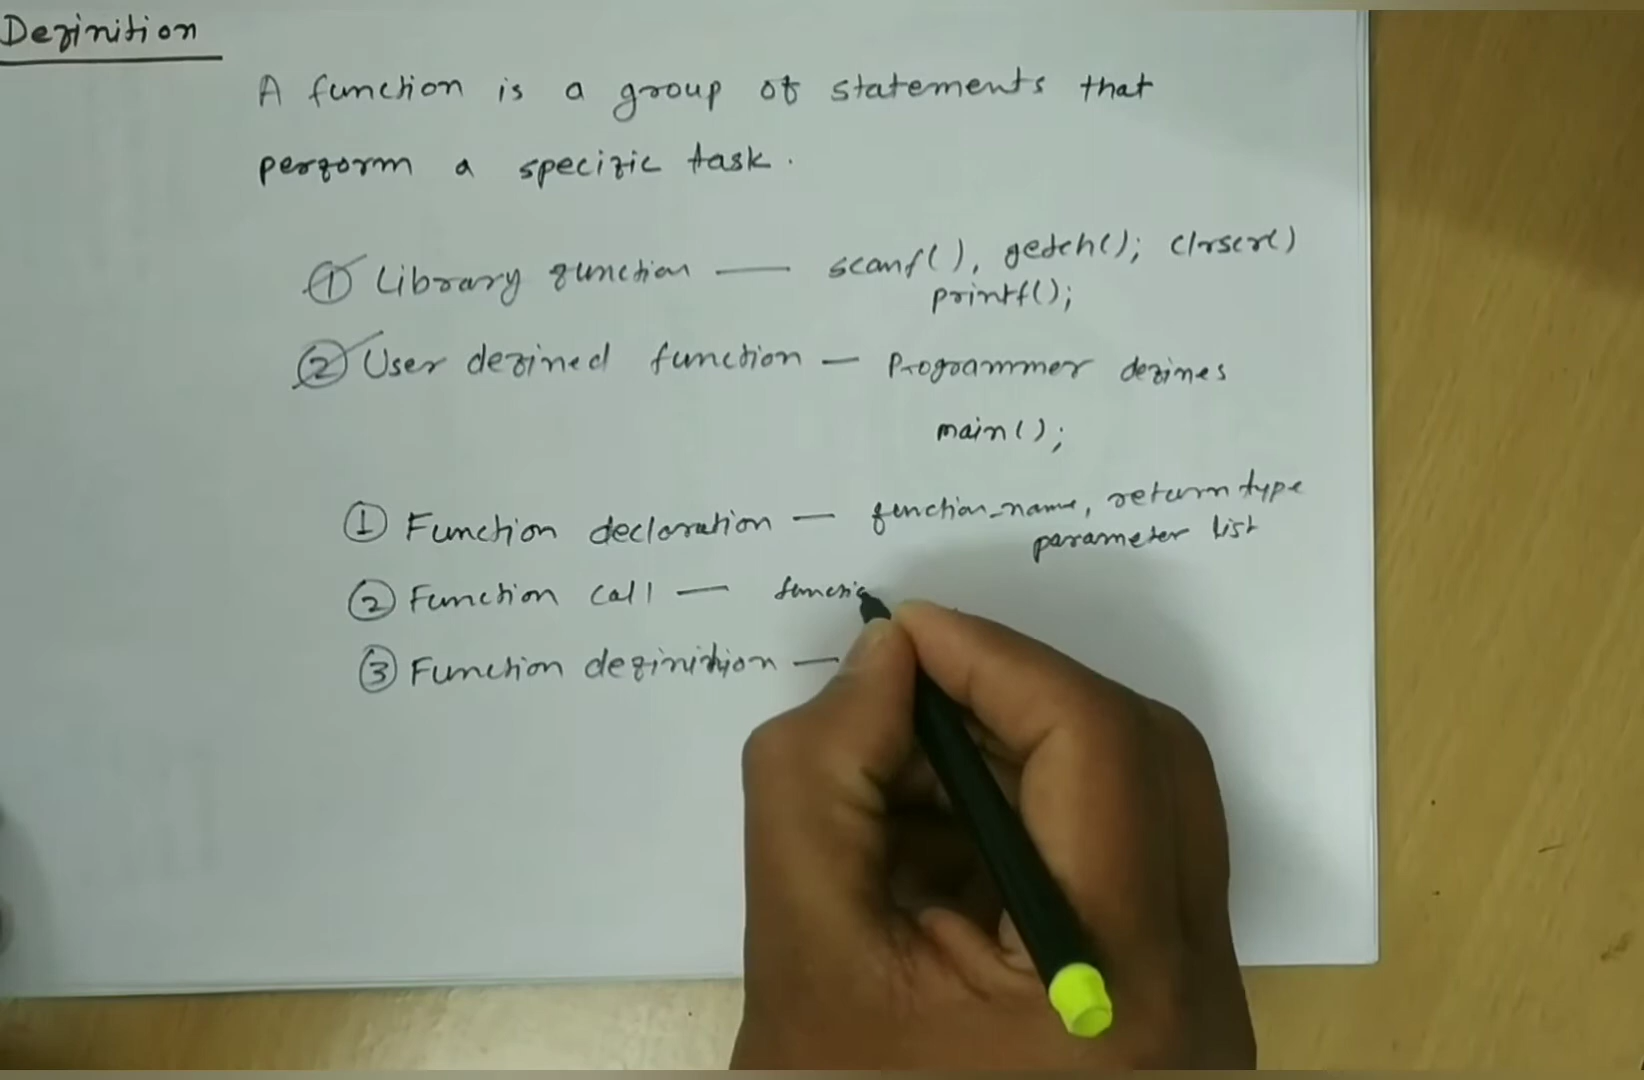 Definition
A function is a group of statements that
perform a specific task.
① Library function — scanf(), getch(); clrscr()
printf();
② User defined function — Programmer defines
main();
① Function declaration — function_name, return type
parameter list
② Function call — functio
③ Function definition —